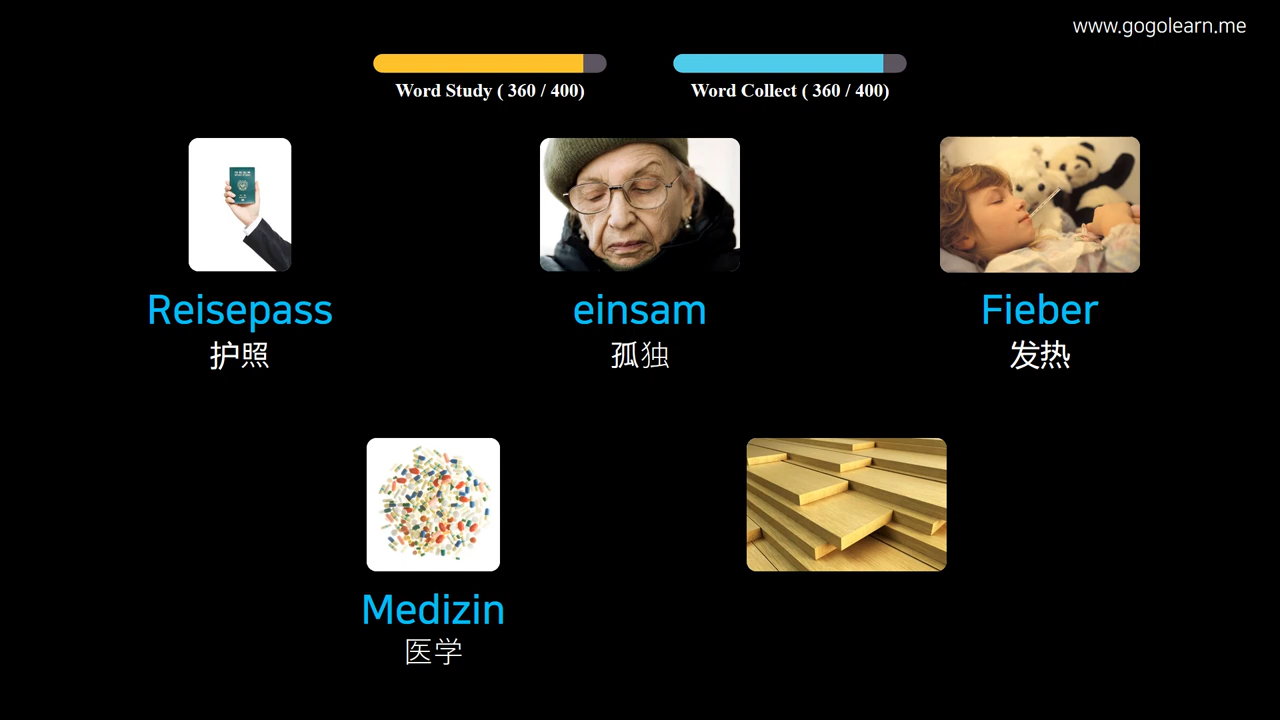 www.gogolearn.me
Word Study ( 360 / 400)
Word Collect ( 360 / 400)
Reisepass
护照
einsam
孤独
Fieber
发热
Medizin
医学